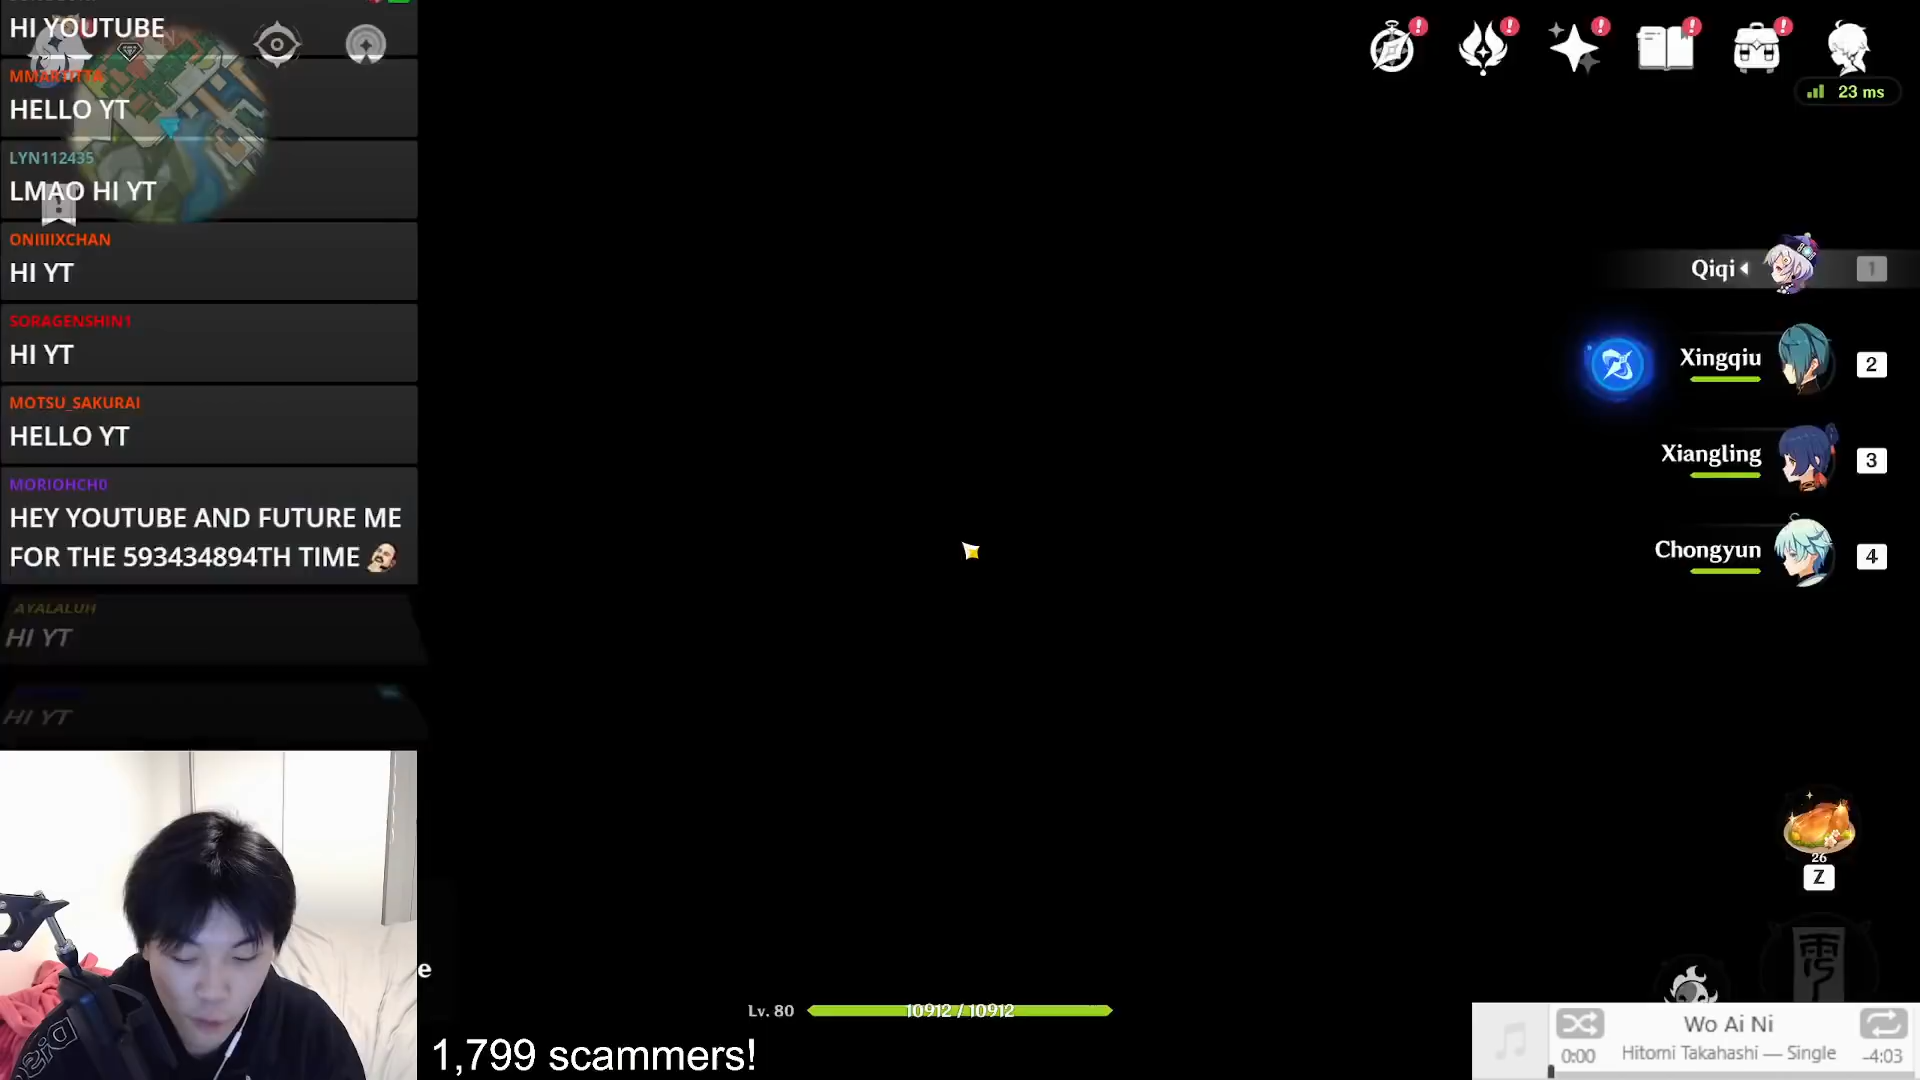 HI YOUTUBE
MMARTITTA
HELLO YT
LYN112435
LMAO HI YT
ONIIIIXCHAN
HI YT
SORAGENSHIN1
HI YT
MOTSU_SAKURAI
HELLO YT
MORIOHCH0
HEY YOUTUBE AND FUTURE ME
FOR THE 593434894TH TIME
AYALALUH
HI YT
HI YT
23 ms
Qiqi
1
Xingqiu
2
Xiangling
3
Chongyun
4
26
Z
e
Lv. 80
10912 / 10912
1,799 scammers!
Wo Ai Ni
0:00
Hitomi Takahashi — Single
-4:03